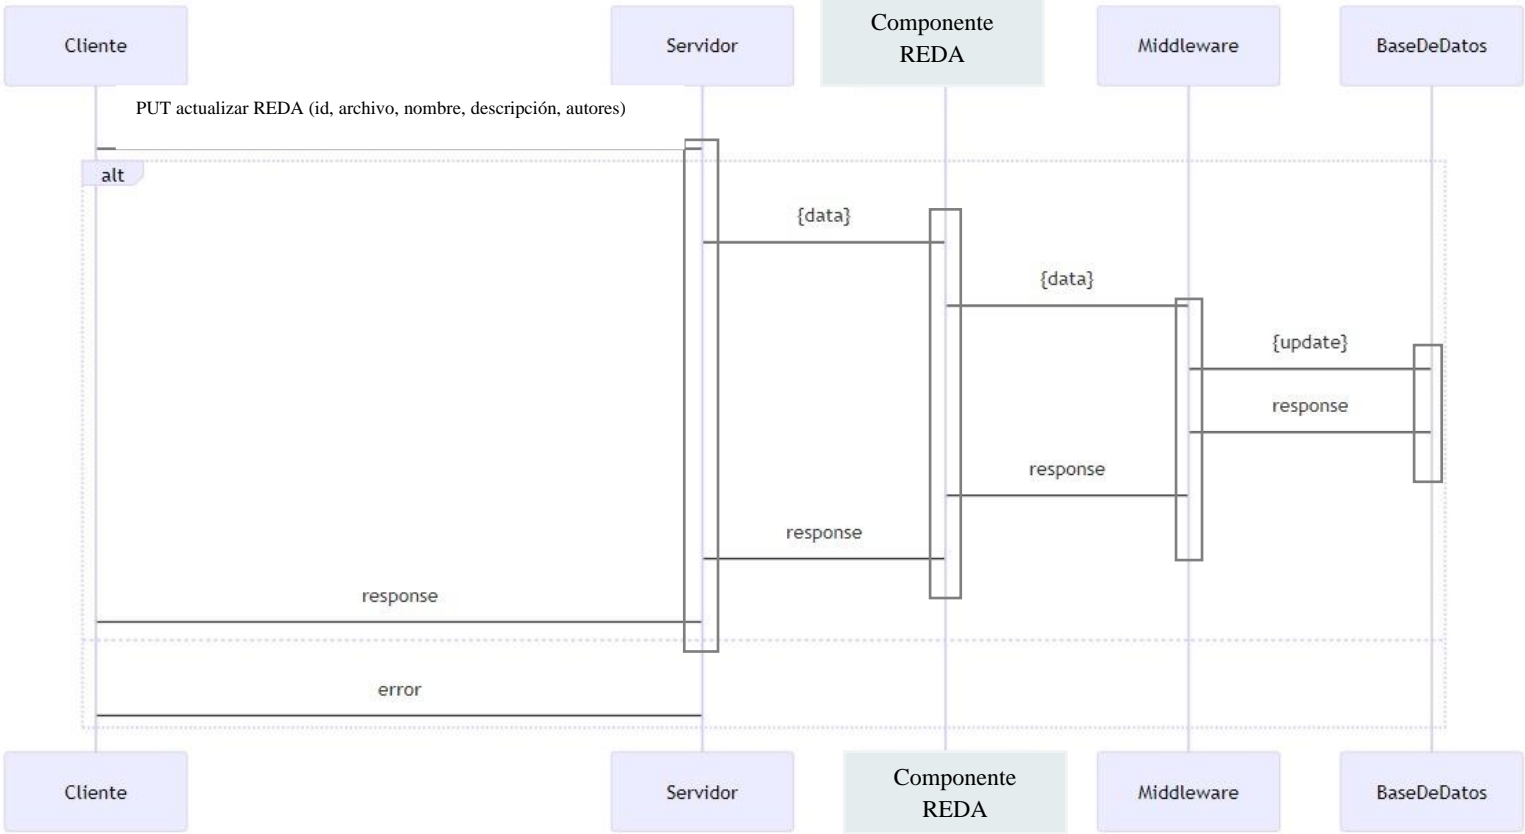 Cliente
Servidor
Componente
REDA
Middleware
BaseDeDatos
PUT actualizar REDA (id, archivo, nombre, descripción, autores)
alt
{data}
{data}
{update}
response
response
response
response
error
Cliente
Servidor
Componente
REDA
Middleware
BaseDeDatos